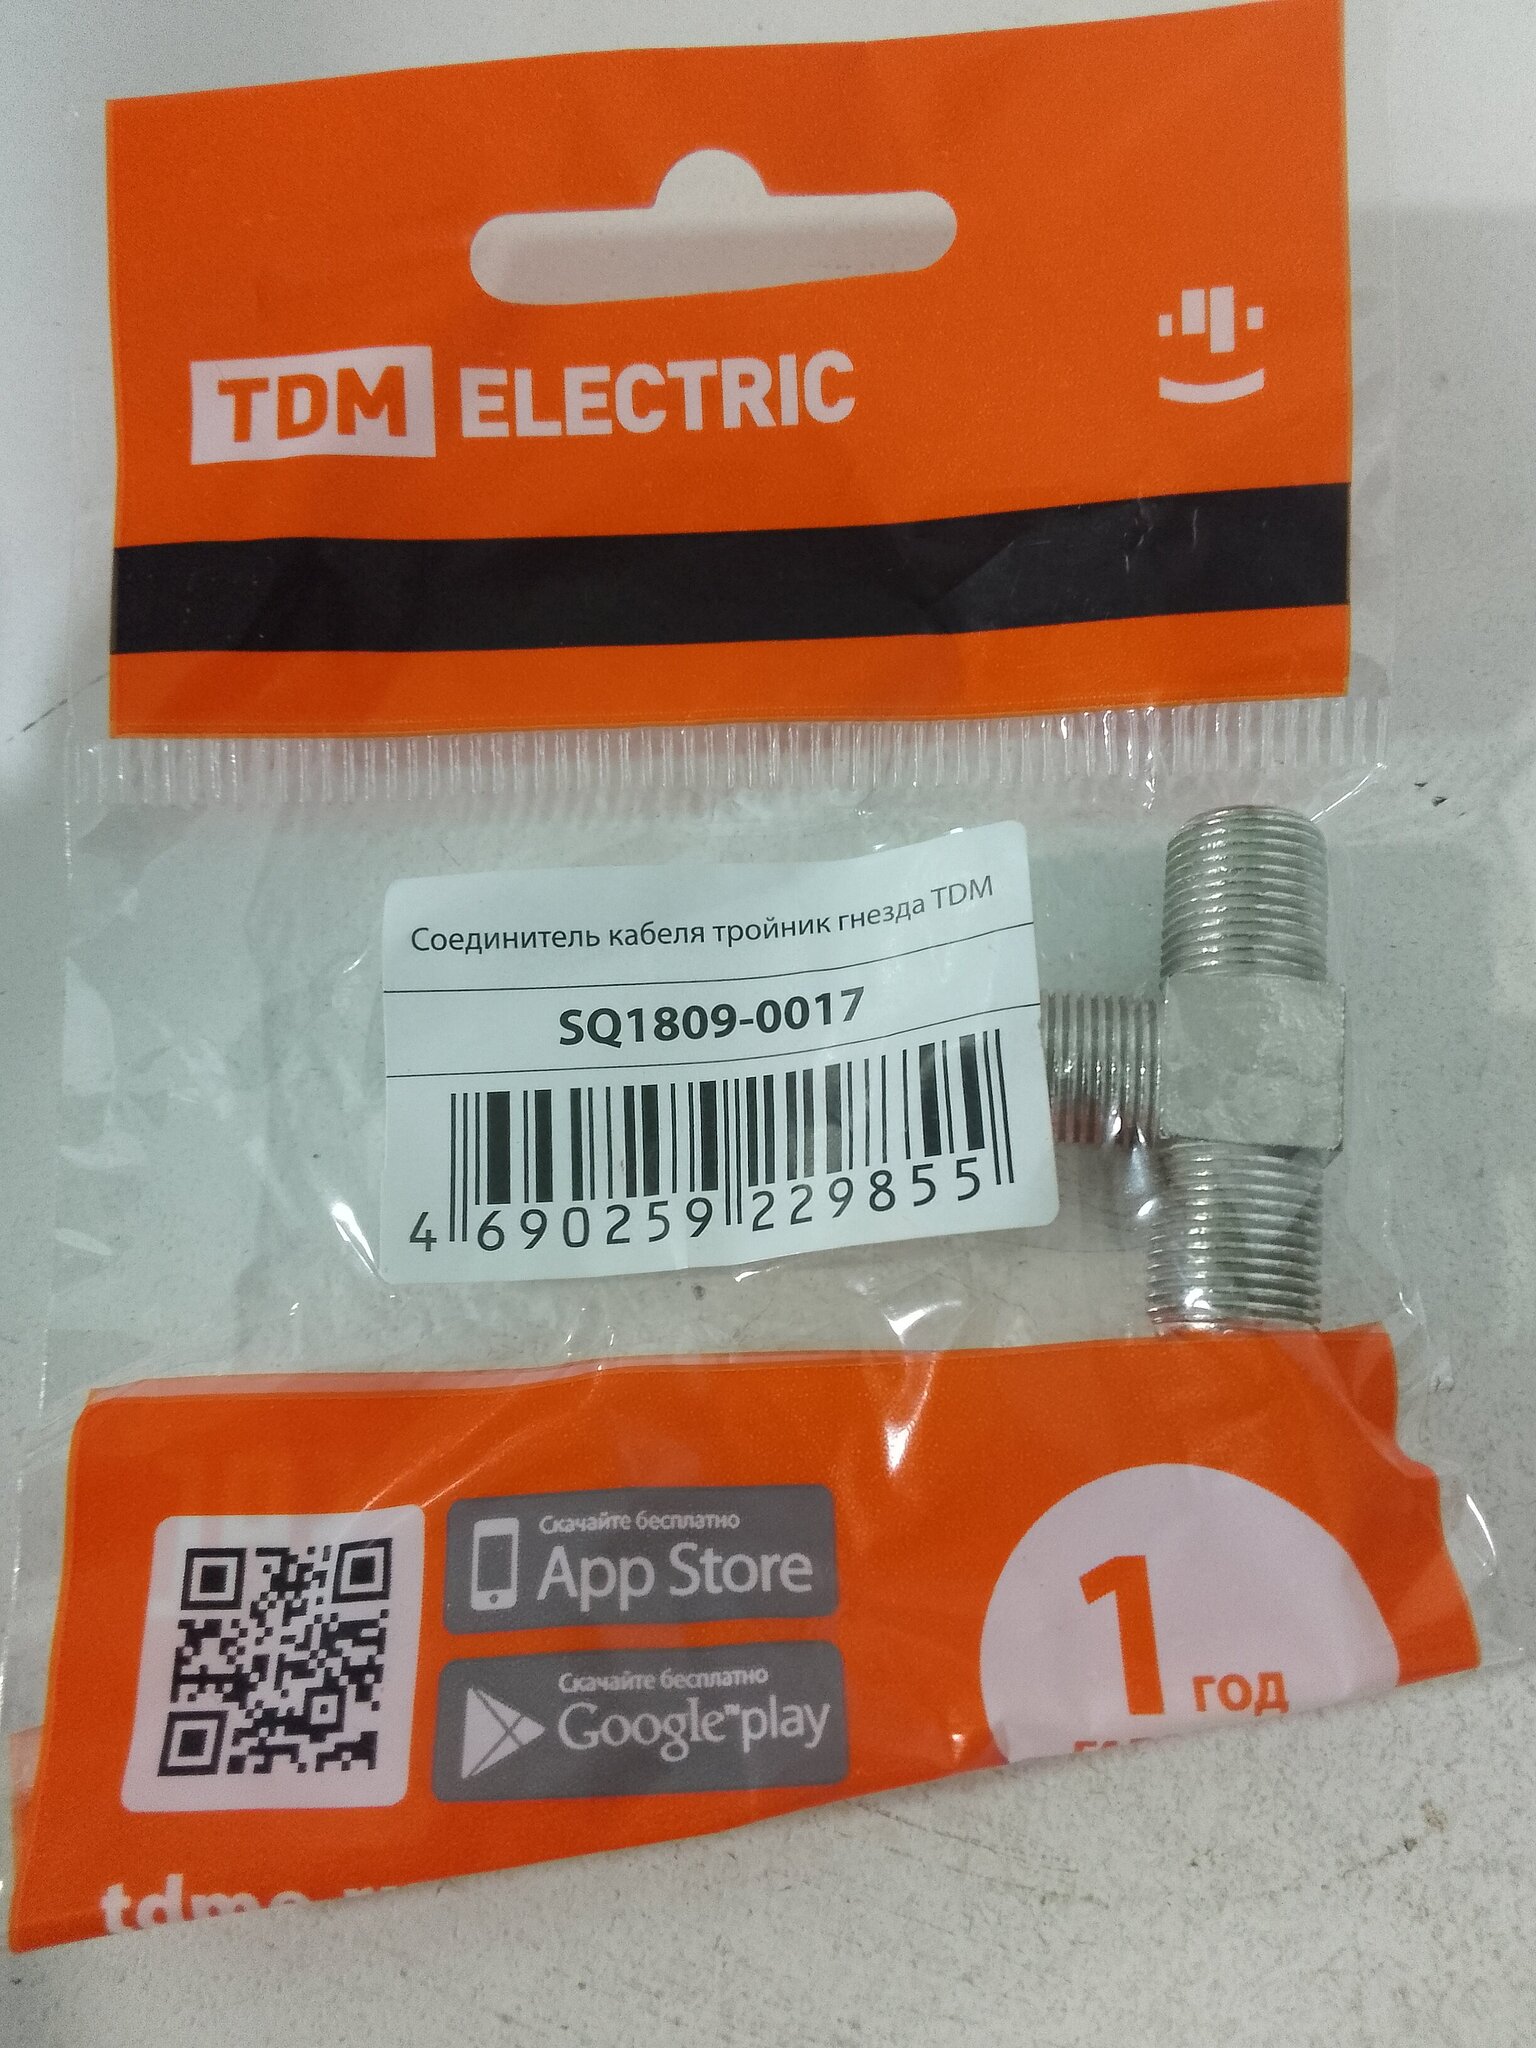 TDM ELECTRIC
Соединитель кабеля тройник гнезда TDM
SQ1809-0017
4 690259 229855
Скачайте бесплатно
App Store
Скачайте бесплатно
Google™ play
1 год